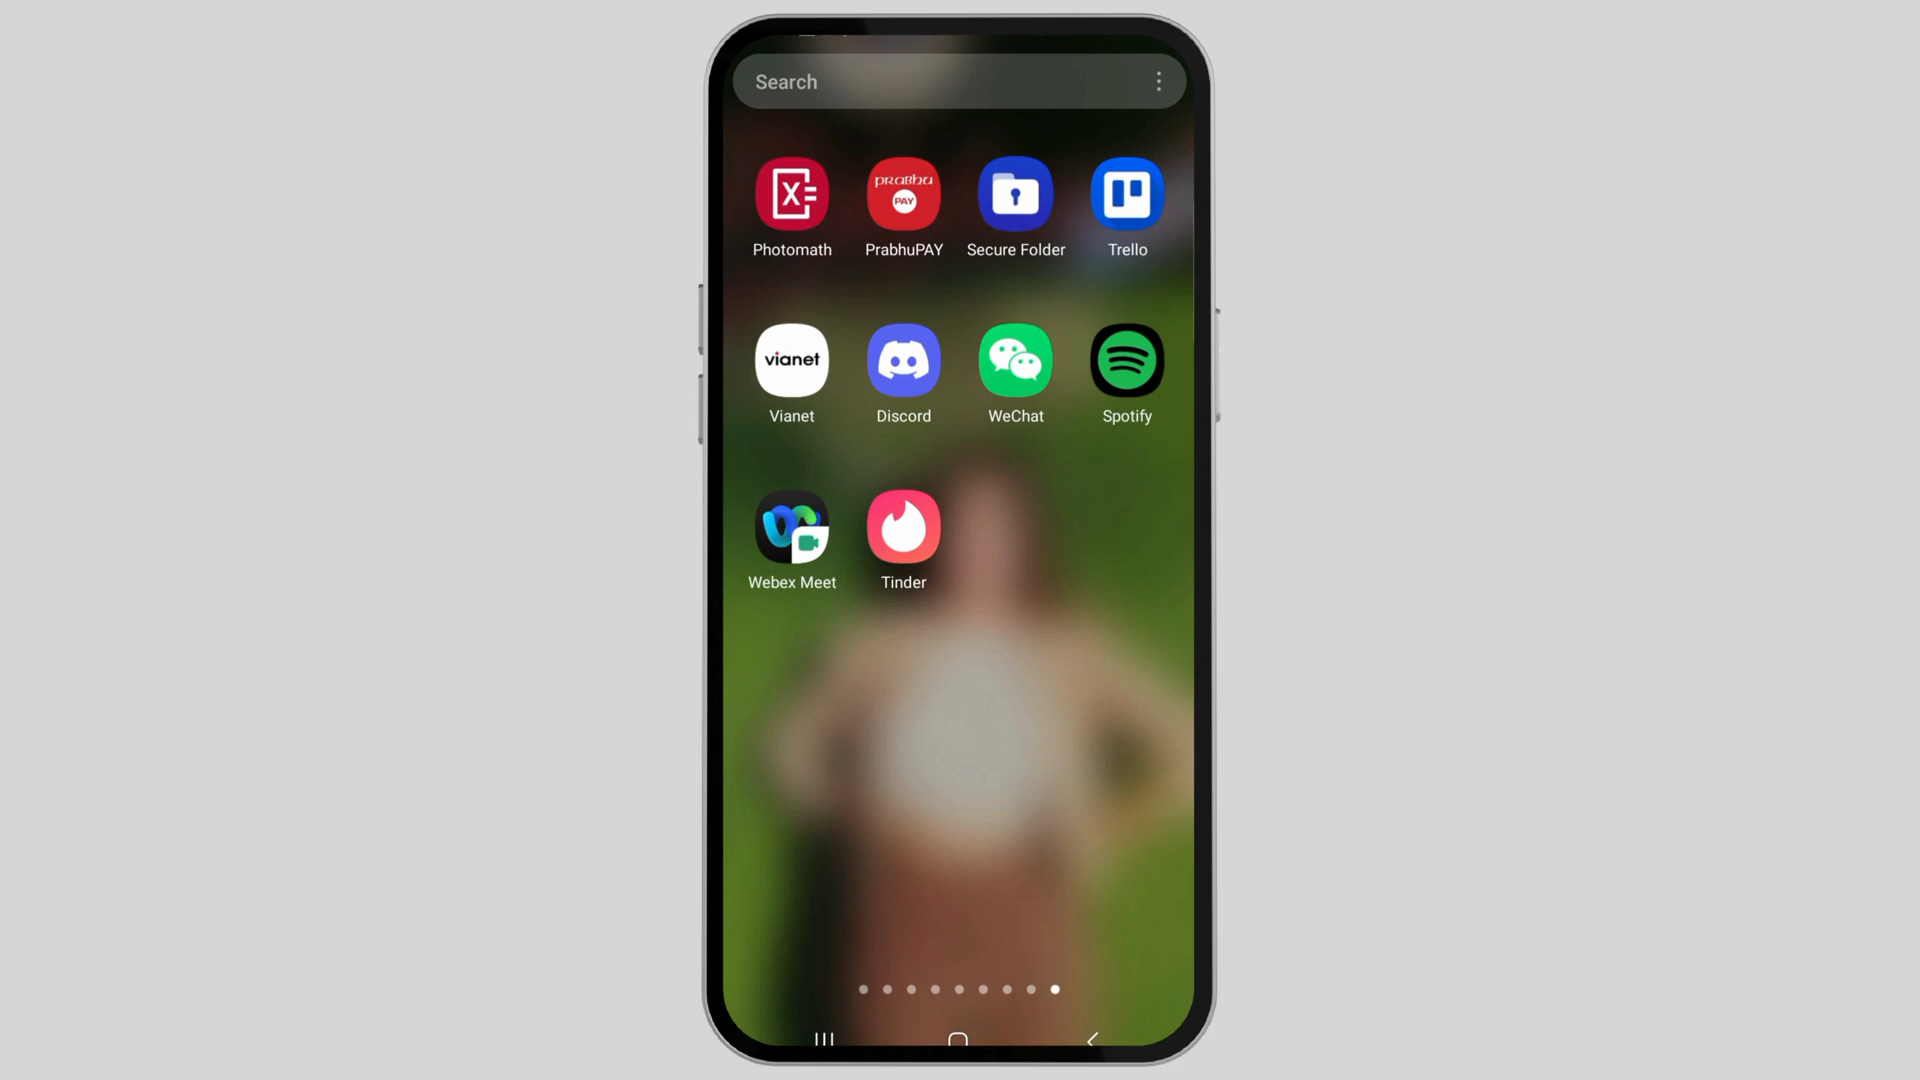 Search
PRABHU
PAY
Photomath PrabhuPAY Secure Folder Trello
vianet
Vianet Discord WeChat Spotify
Webex Meet Tinder